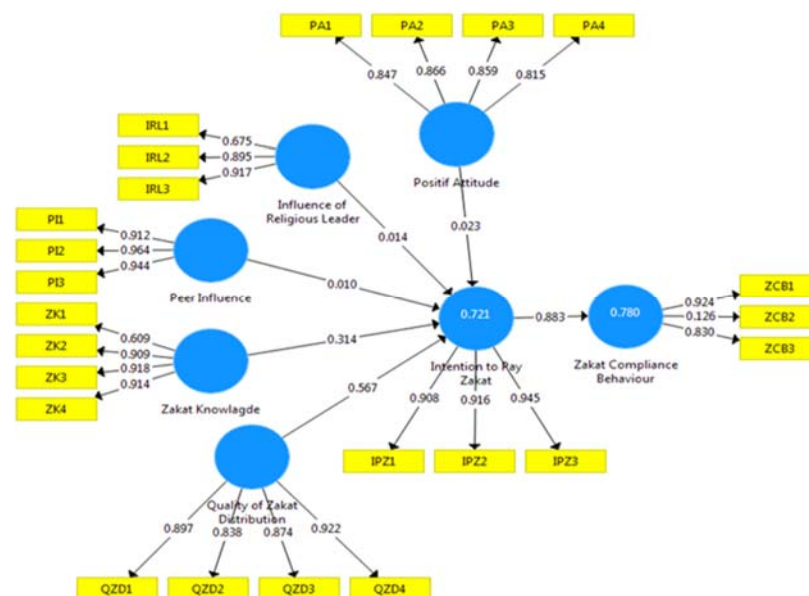 PA1 PA2 PA3 PA4
0.847 0.866 0.859 0.815
Positif Attitude
0.023
IRL1
IRL2
IRL3
0.675
0.895
0.917
Influence of
Religious Leader
0.014
PI1
PI2
PI3
0.912
0.964
0.944
Peer Influence
0.010
ZK1
ZK2
ZK3
ZK4
0.609
0.909
0.918
0.914
Zakat Knowlagde
0.314
0.721
Intention to Pay
Zakat
0.883
0.780
Zakat Compliance
Behaviour
0.924
0.126
0.830
ZCB1
ZCB2
ZCB3
0.567
0.908 0.916 0.945
IPZ1 IPZ2 IPZ3
Quality of Zakat
Distribution
0.897 0.838 0.874 0.922
QZD1 QZD2 QZD3 QZD4